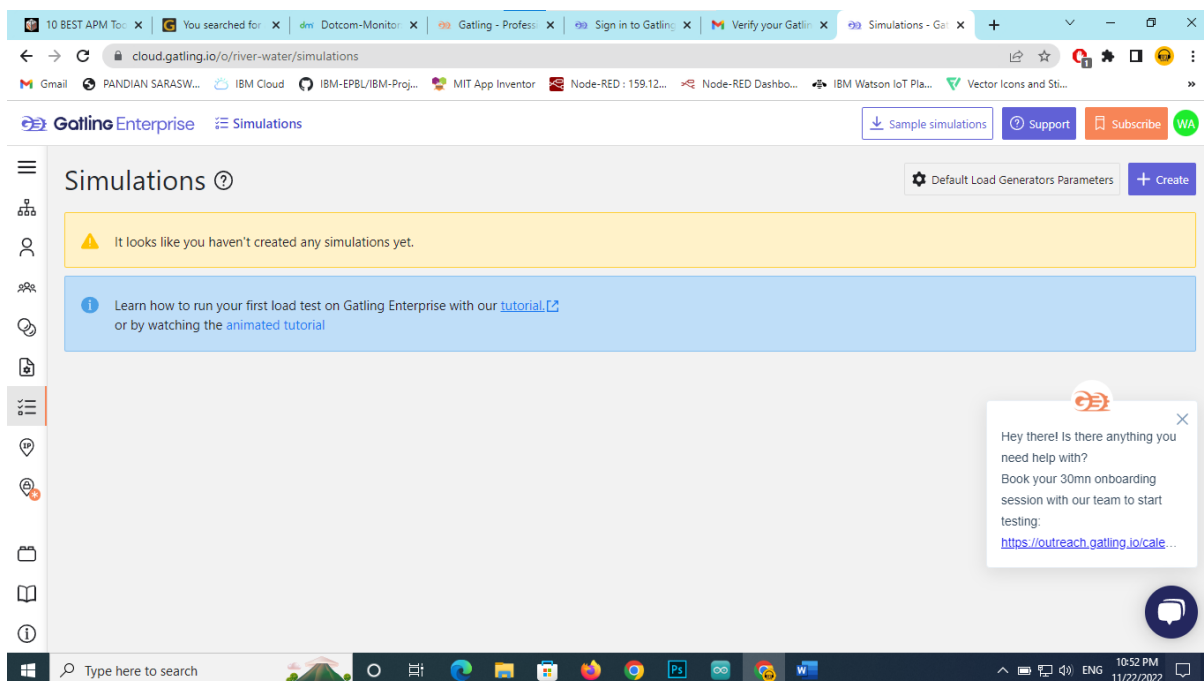 10 BEST APM Toc
You searched for
dm Dotcom-Monitor
Gatling - Profess
Sign in to Gatling
Verify your Gatlin
Simulations - Gat
cloud.gatling.io/o/river-water/simulations
Gmail
PANDIAN SARASW...
IBM Cloud
IBM-EPBL/IBM-Proj...
MIT App Inventor
Node-RED : 159.12...
Node-RED Dashbo...
IBM Watson IoT Pla...
Vector Icons and Sti...
»
Gatling Enterprise
Simulations
Sample simulations
Support
Subscribe
WA
Simulations
Default Load Generators Parameters
+ Create
It looks like you haven't created any simulations yet.
Learn how to run your first load test on Gatling Enterprise with our tutorial.
or by watching the animated tutorial
IP
Hey there! Is there anything you
need help with?
Book your 30mn onboarding
session with our team to start
testing:
https://outreach.gatling.io/cale...
Type here to search
Ps
W
ENG
10:52 PM
11/22/2022